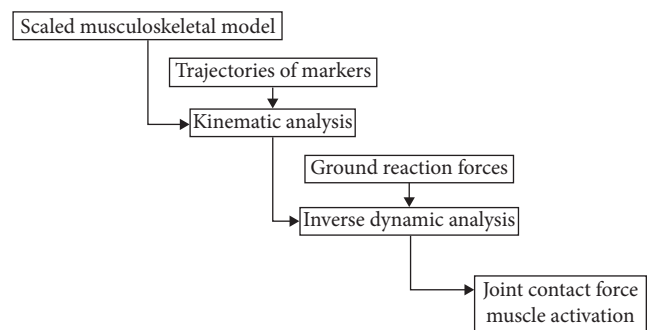 Scaled musculoskeletal model
Trajectories of markers
Kinematic analysis
Ground reaction forces
Inverse dynamic analysis
Joint contact force
muscle activation